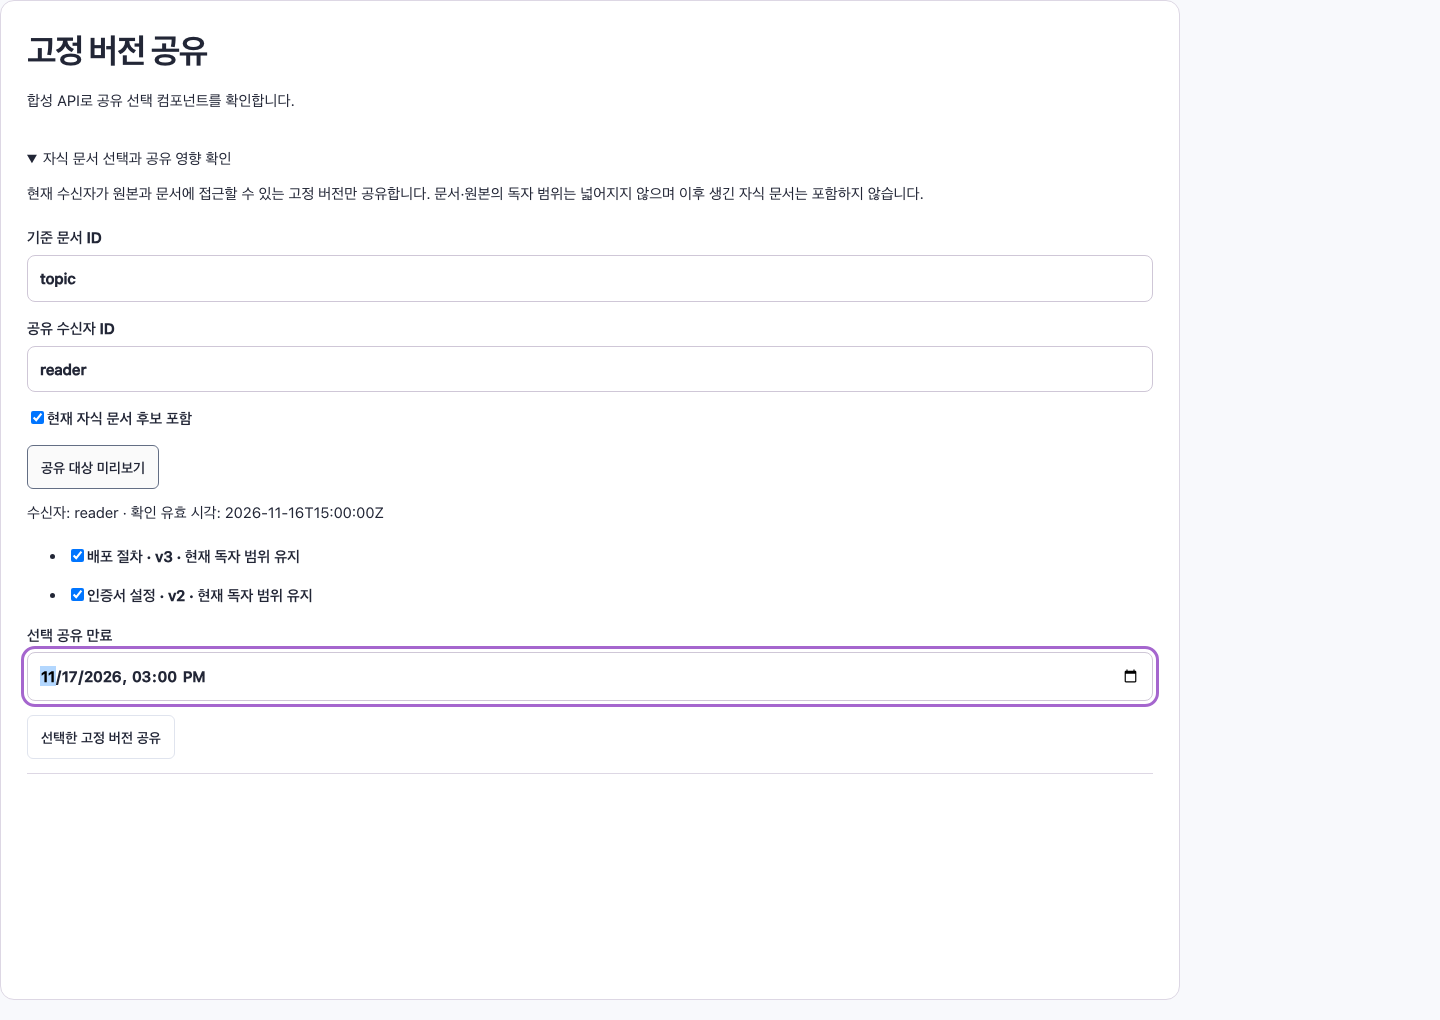 고정 버전 공유
합성 API로 공유 선택 컴포넌트를 확인합니다.
▼ 자식 문서 선택과 공유 영향 확인
현재 수신자가 원본과 문서에 접근할 수 있는 고정 버전만 공유합니다. 문서·원본의 독자 범위는 넓어지지 않으며 이후 생긴 자식 문서는 포함하지 않습니다.
기준 문서 ID
topic
공유 수신자 ID
reader
현재 자식 문서 후보 포함
공유 대상 미리보기
수신자: reader · 확인 유효 시각: 2026-11-16T15:00:00Z
배포 절차 · v3 · 현재 독자 범위 유지
인증서 설정 · v2 · 현재 독자 범위 유지
선택 공유 만료
11/17/2026, 03:00 PM
선택한 고정 버전 공유